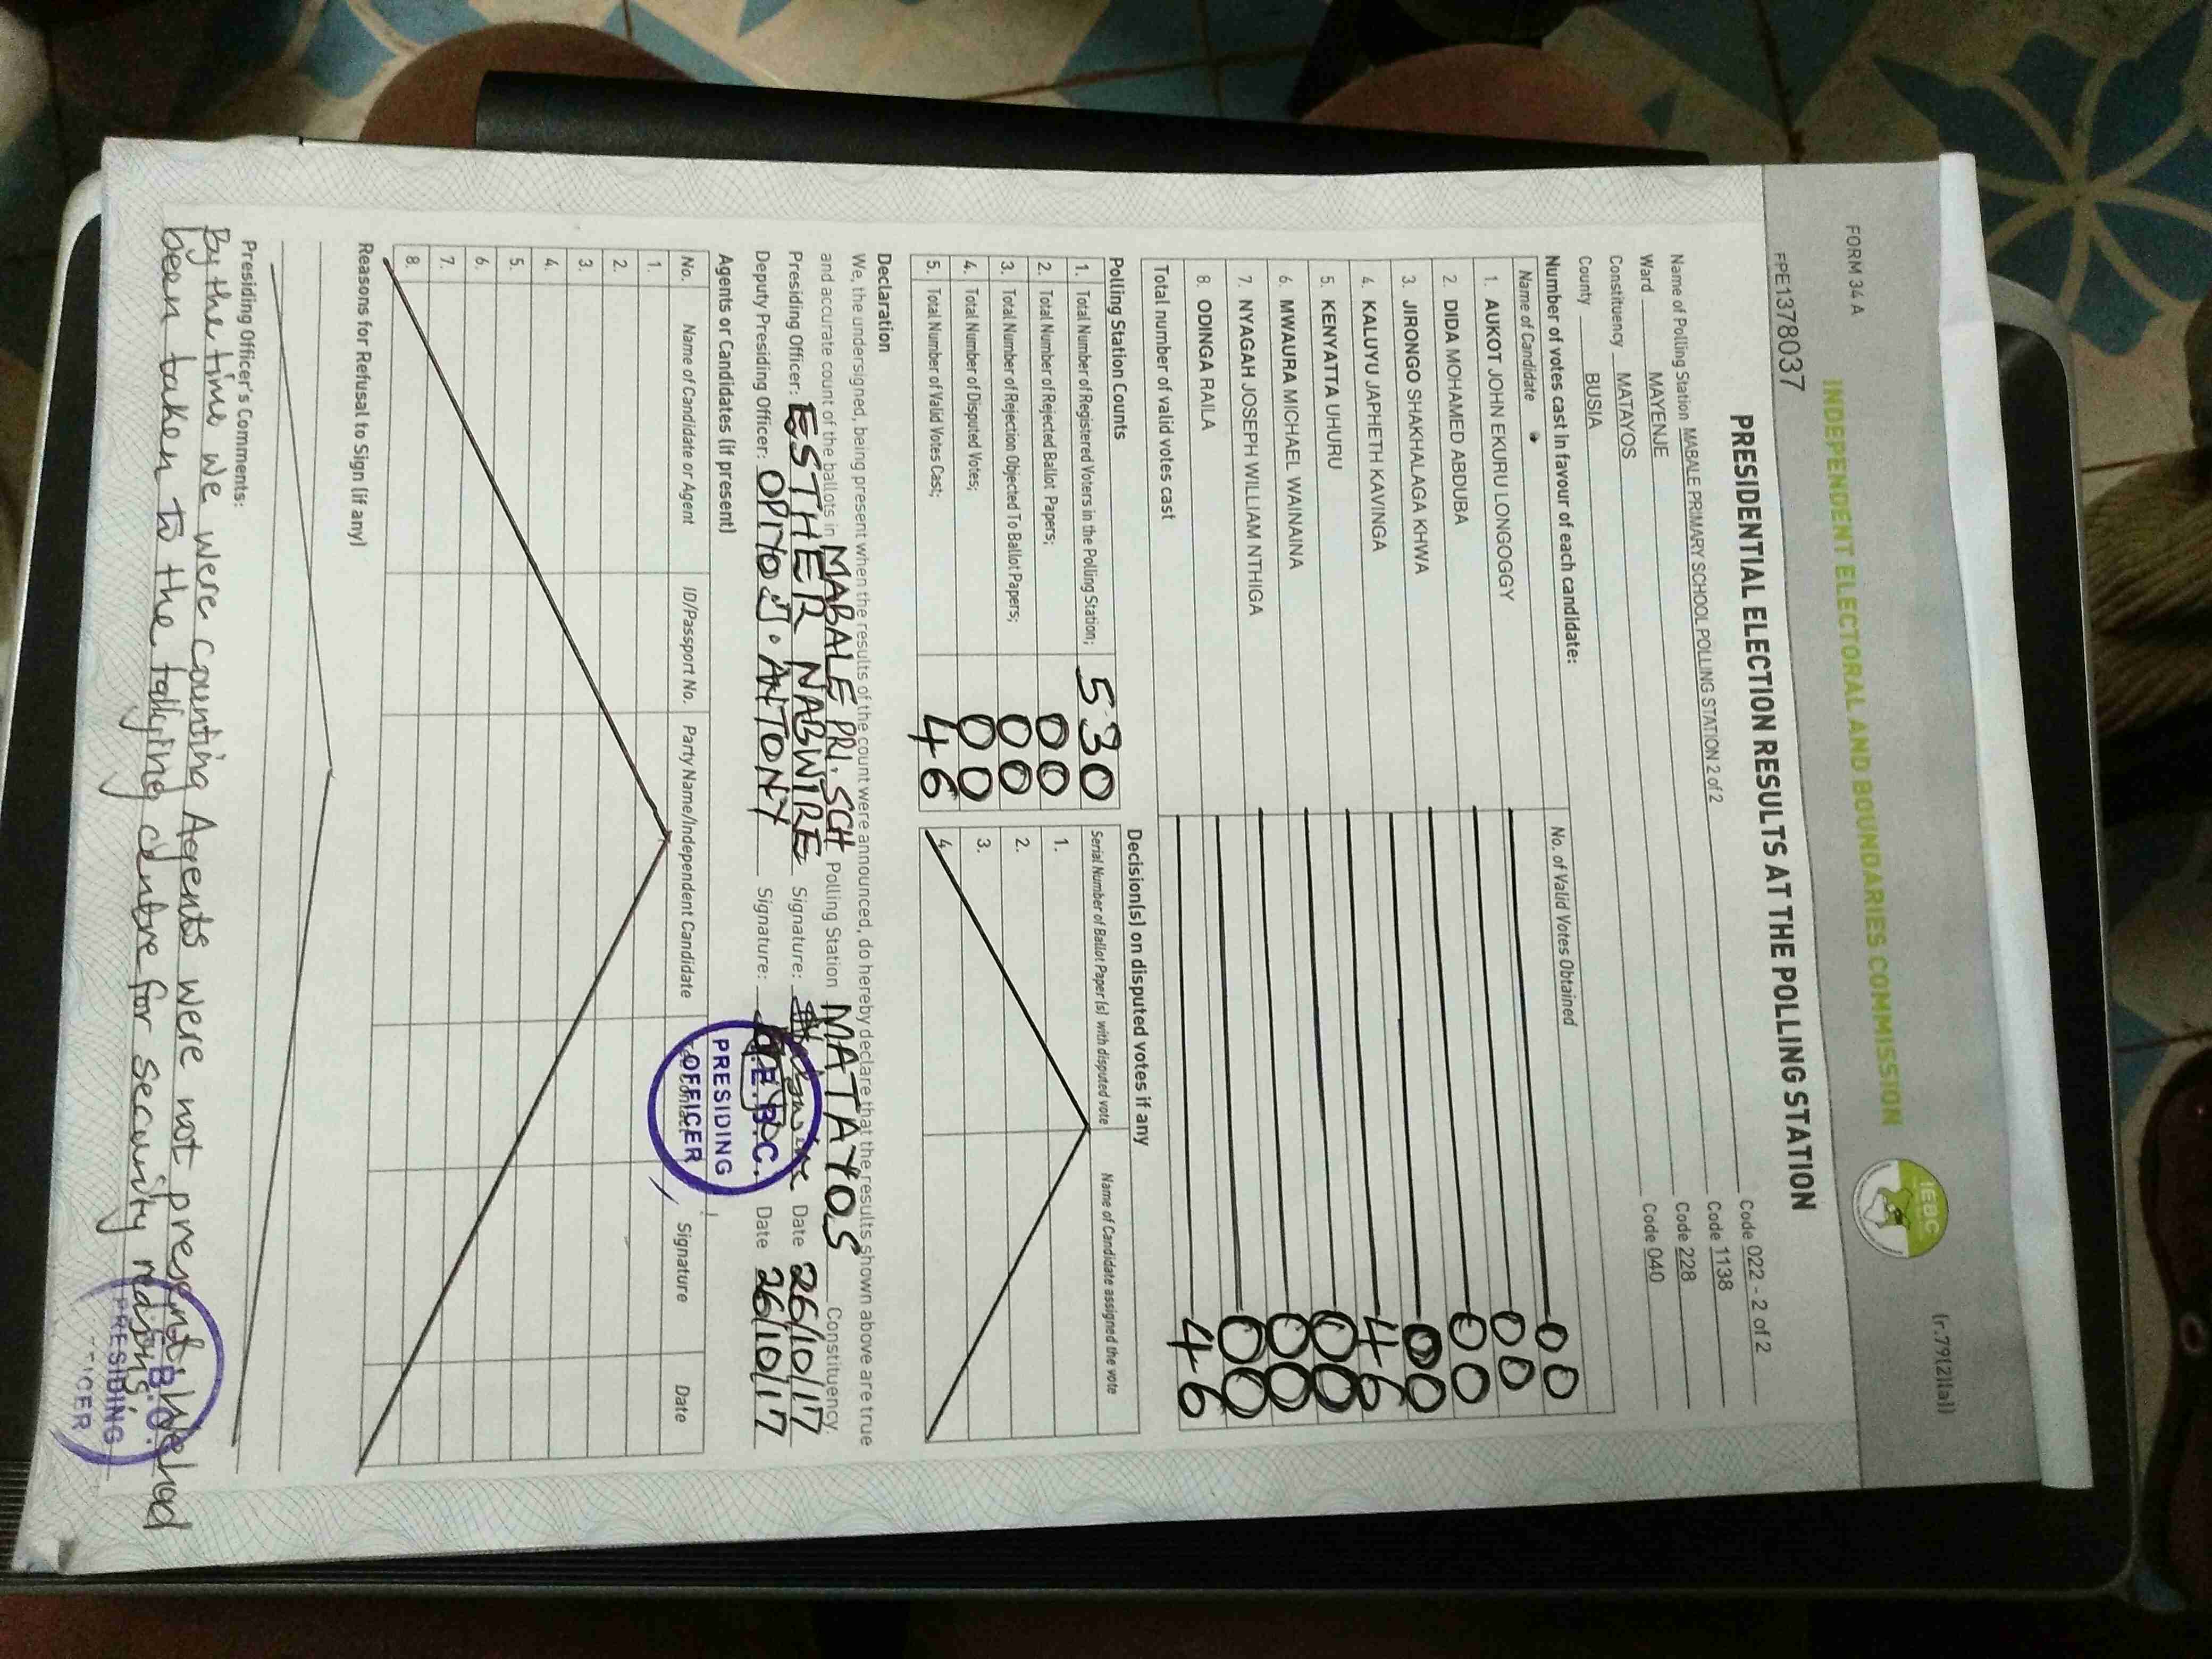 FORM 34 A
(r.79(2)(a))
INDEPENDENT ELECTORAL AND BOUNDARIES COMMISSION
IEBC
FPE1378037
PRESIDENTIAL ELECTION RESULTS AT THE POLLING STATION
Name of Polling Station MABALE PRIMARY SCHOOL POLLING STATION 2 of 2 Code 022 - 2 of 2
Ward MAYENJE Code 1138
Constituency MATAYOS Code 228
County BUSIA Code 040
Number of votes cast in favour of each candidate:
Name of Candidate No. of Valid Votes Obtained
1. AUKOT JOHN EKURU LONGOGGY 00
2. DIDA MOHAMED ABDUBA 00
3. JIRONGO SHAKHALAGA KHWA 00
4. KALUYU JAPHETH KAVINGA 00
5. KENYATTA UHURU 46
6. MWAURA MICHAEL WAINAINA 00
7. NYAGAH JOSEPH WILLIAM NTHIGA 00
8. ODINGA RAILA 00
Total number of valid votes cast 46
Polling Station Counts
1. Total Number of Registered Voters in the Polling Station; 530
2. Total Number of Rejected Ballot Papers; 00
3. Total Number of Rejection Objected To Ballot Papers; 00
4. Total Number of Disputed Votes; 00
5. Total Number of Valid Votes Cast; 46
Decision(s) on disputed votes if any
Serial Number of Ballot Paper (s) with disputed vote Name of Candidate assigned the vote
1.
2.
3.
4.
Declaration
We, the undersigned, being present when the results of the count were announced, do hereby declare that the results shown above are true
and accurate count of the ballots in MABALE PRI. SCH Polling Station MATAYOS Constituency.
Presiding Officer: ESTHER NABWIRE Signature: Date 26/10/17
Deputy Presiding Officer: OPIYO J. ANTONY Signature: Date 26/10/17
I.E.B.C.
PRESIDING
OFFICER
Agents or Candidates (if present)
No. Name of Candidate or Agent ID/Passport No. Party Name/Independent Candidate Contact Signature Date
1.
2.
3.
4.
5.
6.
7.
8.
Reasons for Refusal to Sign (if any)
Presiding Officer's Comments:
By the time we were counting Agents were not present, he had
been taken to the tallying centre for security reasons.
PRESIDING